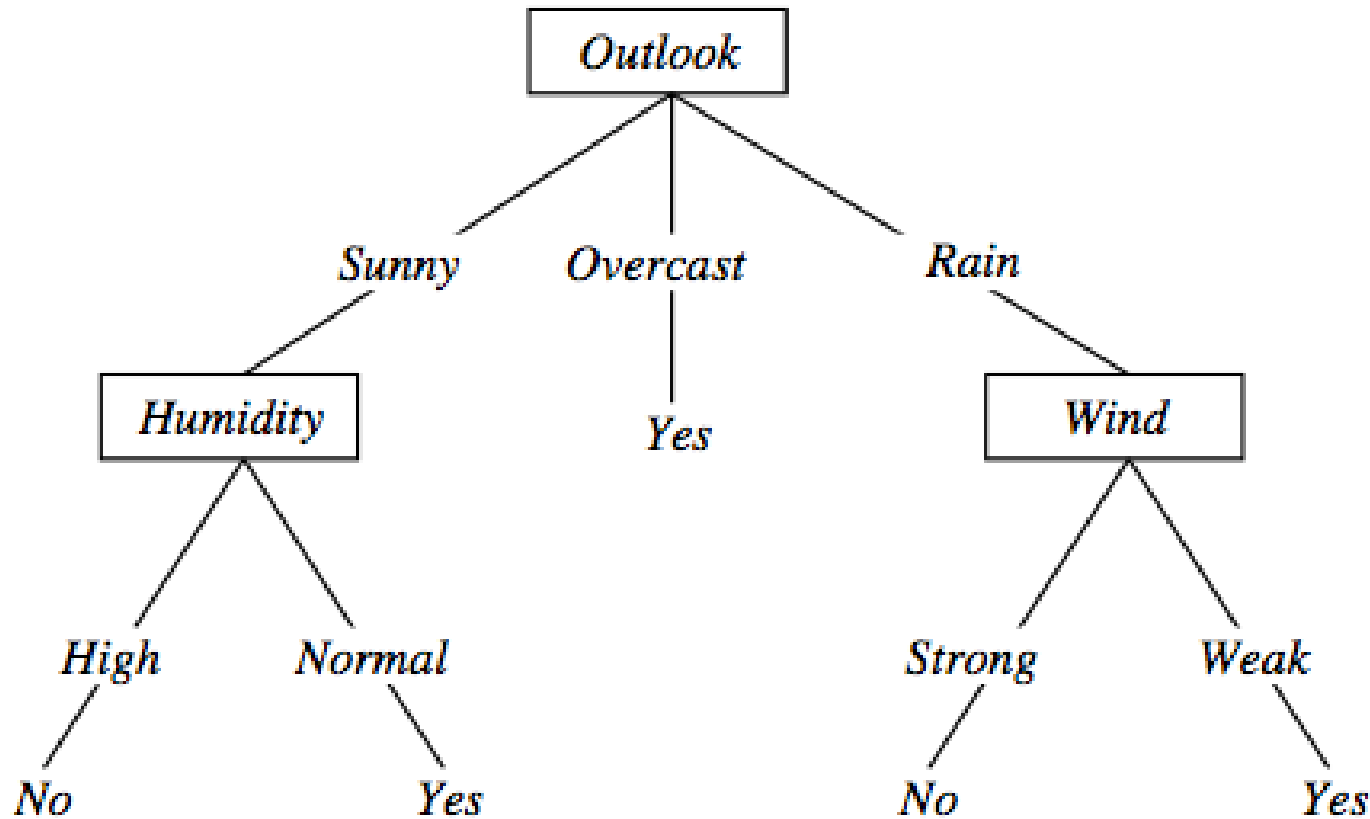 Outlook
Sunny Overcast Rain
Humidity Yes Wind
High Normal Strong Weak
No Yes No Yes